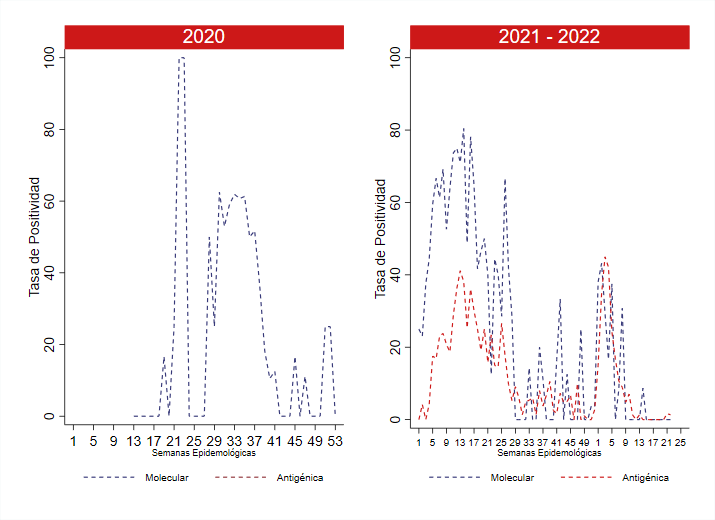 2020
Tasa de Positividad
100
80
60
40
20
0
1 5 9 13 17 21 25 29 33 37 41 45 49 53
Semanas Epidemológicas
Molecular Antigénica
2021 - 2022
Tasa de Positividad
100
80
60
40
20
0
1 5 9 13 17 21 25 29 33 37 41 45 49 1 5 9 13 17 21 25
Semanas Epidemológicas
Molecular Antigénica